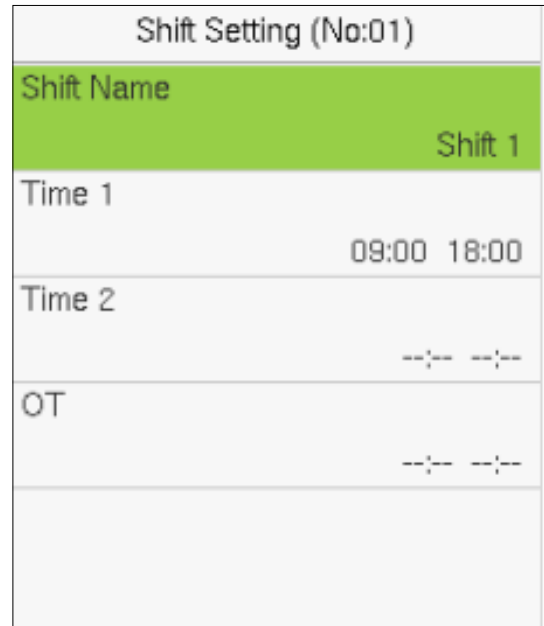 Shift Setting (No:01)
Shift Name
Shift 1
Time 1
09:00 18:00
Time 2
--:-- --:--
OT
--:-- --:--